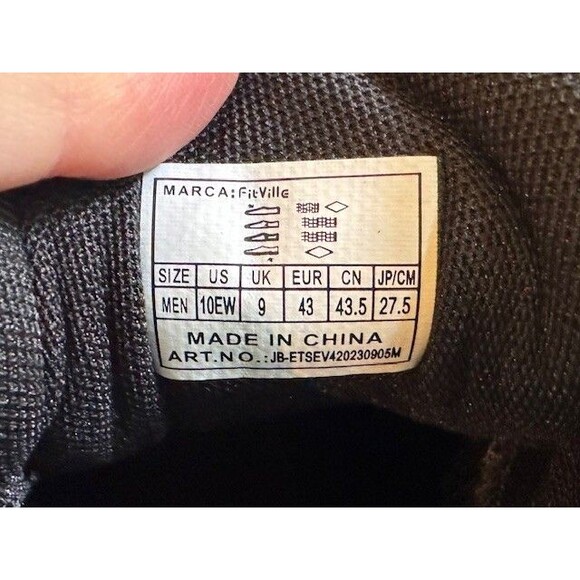 MARCA: FitVille
SIZE US UK EUR CN JP/CM
MEN 10EW 9 43 43.5 27.5
MADE IN CHINA
ART.NO.:JB-ETSEV420230905M